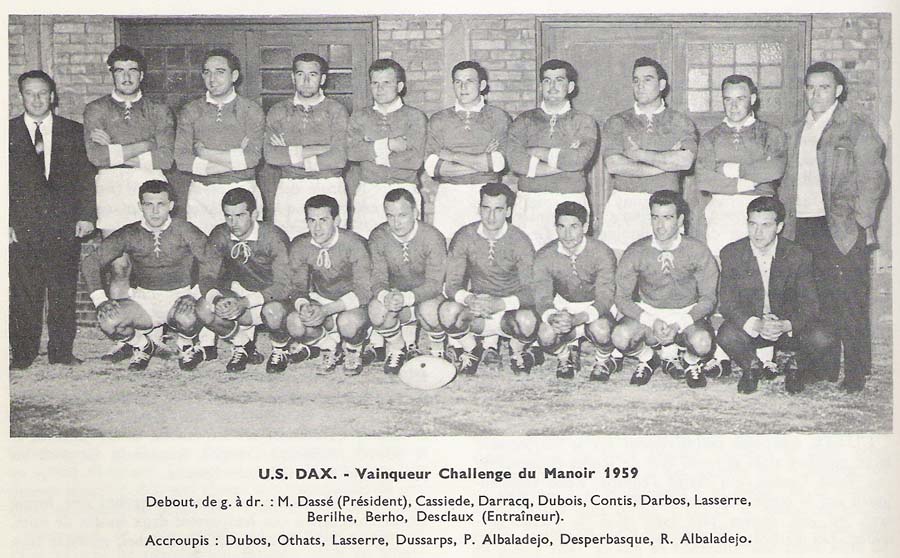 U.S. DAX. - Vainqueur Challenge du Manoir 1959
Debout, de g. à dr. : M. Dassé (Président), Cassiede, Darracq, Dubois, Contis, Darbos, Lasserre,
Berilhe, Berho, Desclaux (Entraîneur).
Accroupis : Dubos, Othats, Lasserre, Dussarps, P. Albaladejo, Desperbasque, R. Albaladejo.